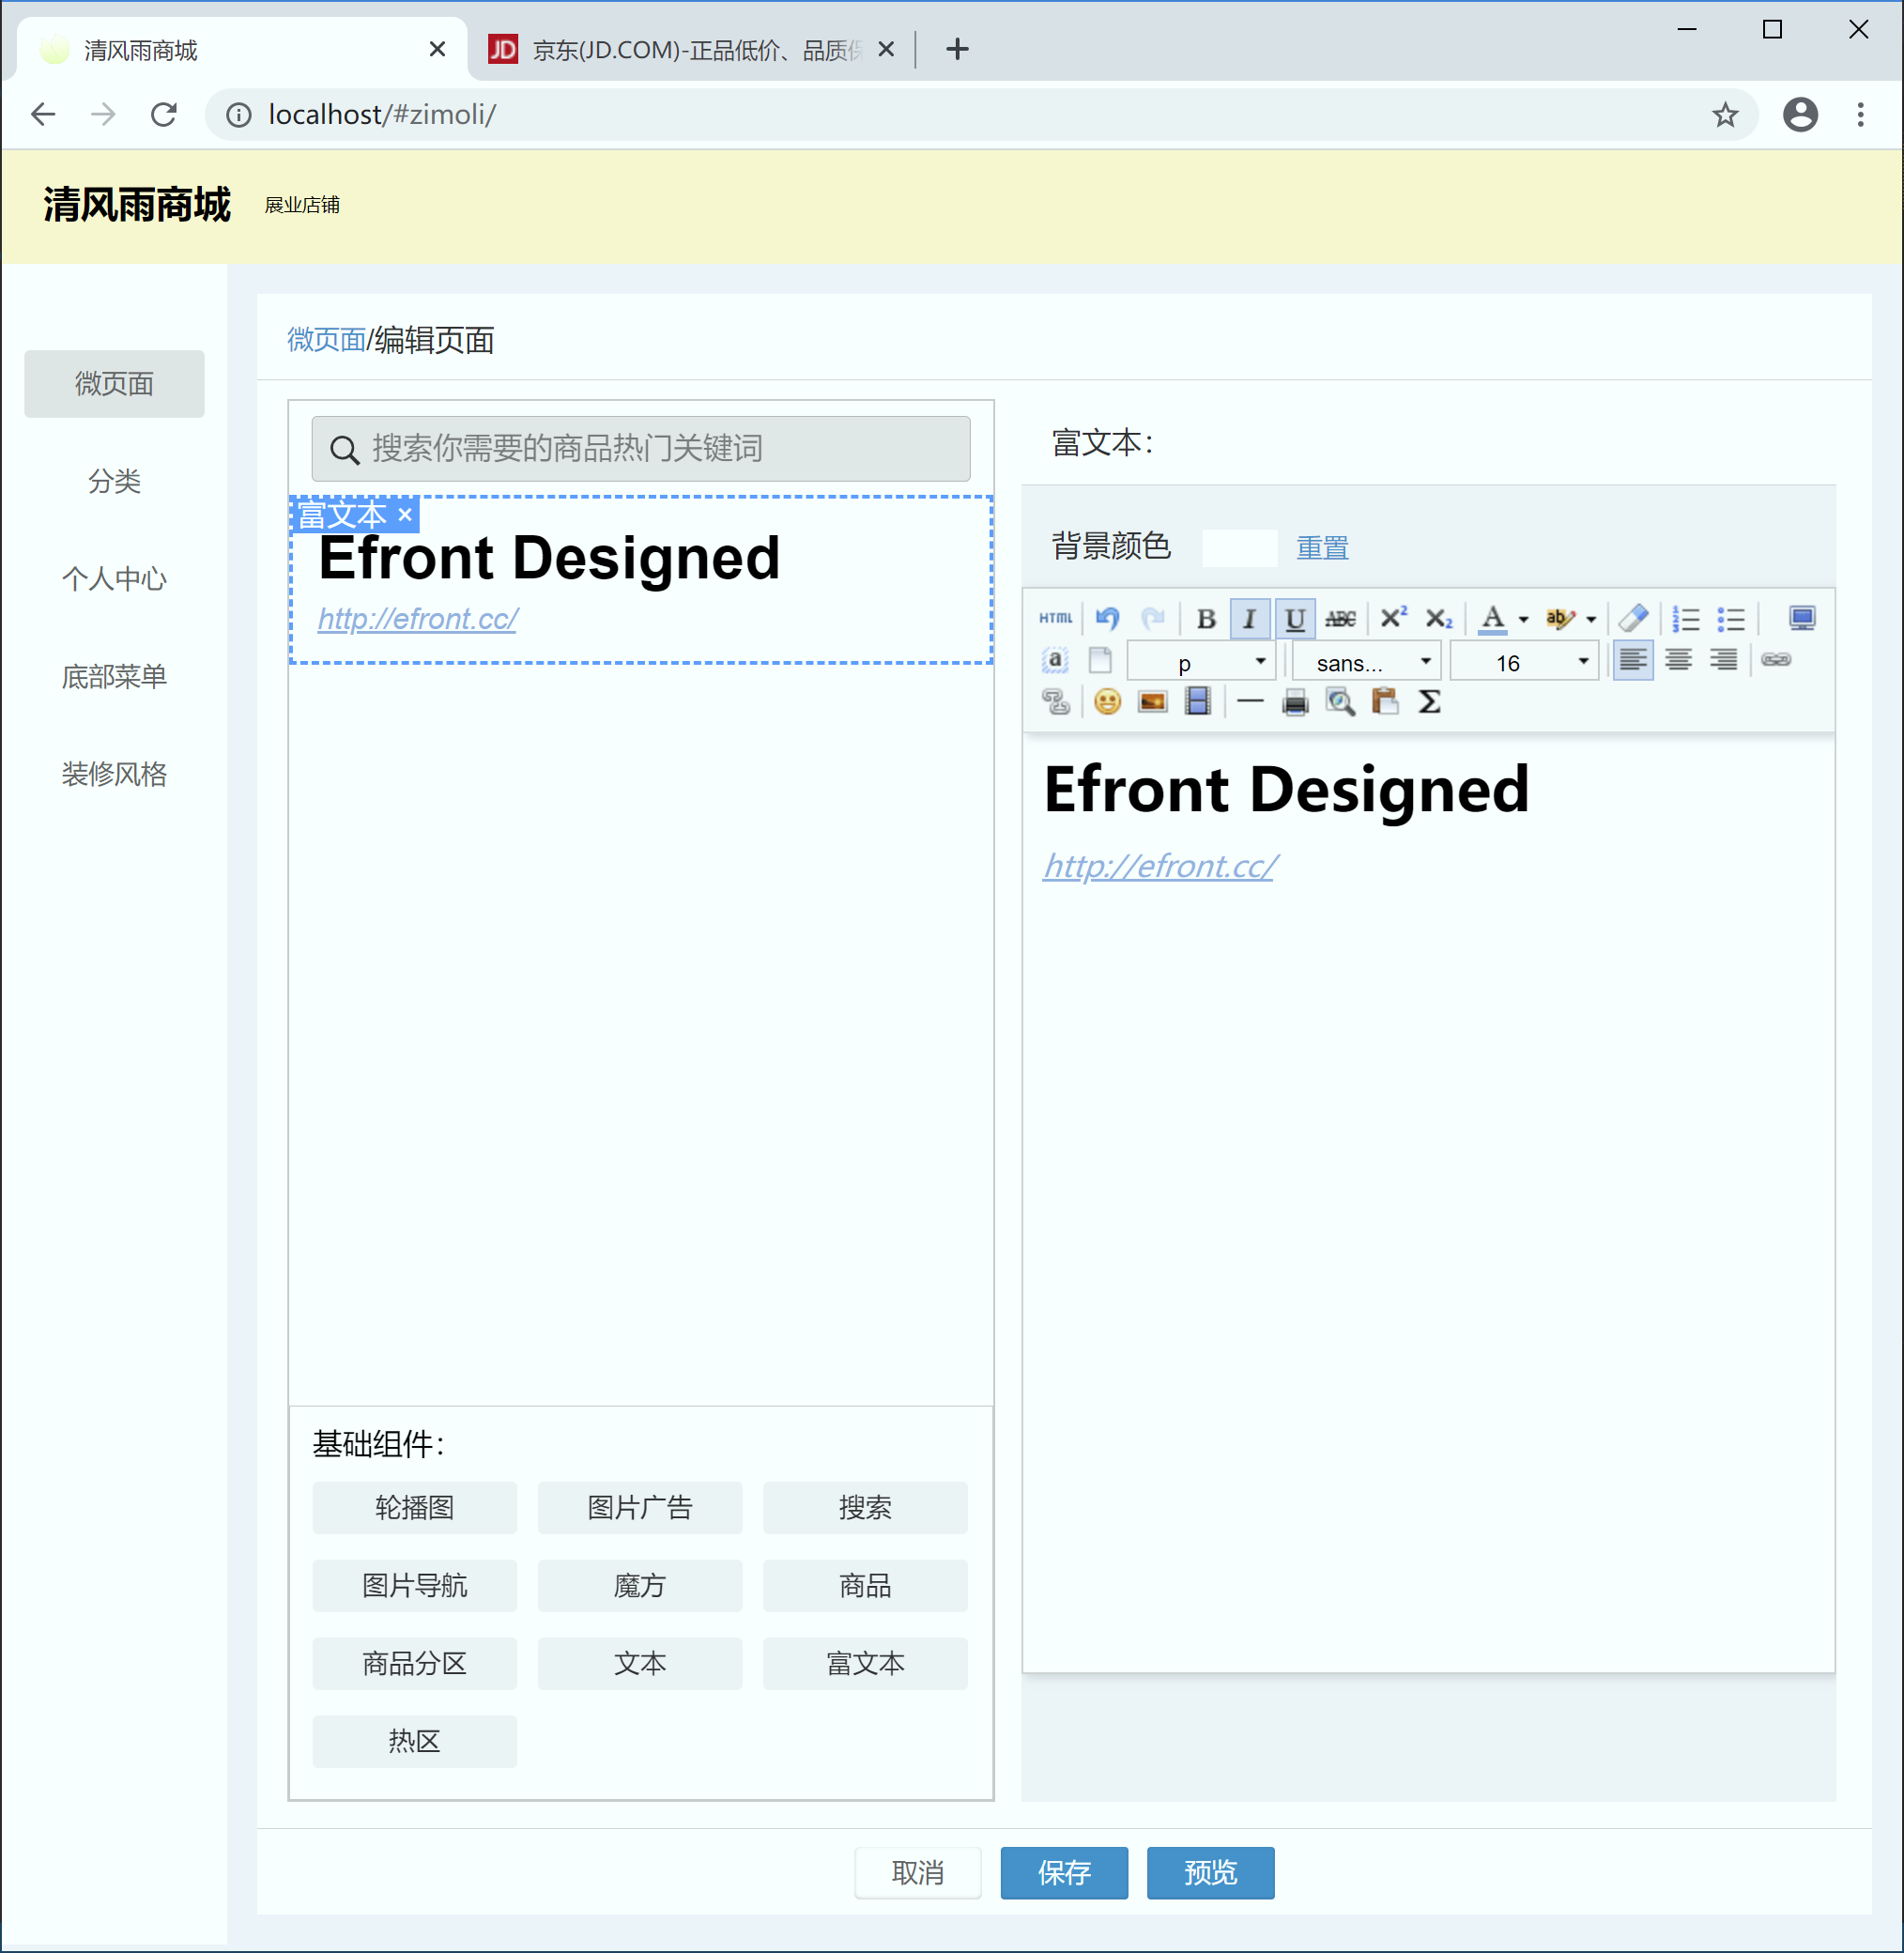 清风雨商城
京东(JD.COM)-正品低价、品质
localhost/#zimoli/
清风雨商城 展业店铺
微页面
分类
个人中心
底部菜单
装修风格
微页面/编辑页面
搜索你需要的商品热门关键词
富文本 ×
Efront Designed
http://efront.cc/
基础组件：
轮播图 图片广告 搜索
图片导航 魔方 商品
商品分区 文本 富文本
热区
富文本：
背景颜色 重置
HTML B I U ABC X² X₂ A ab
a p sans... 16
Σ
Efront Designed
http://efront.cc/
取消 保存 预览